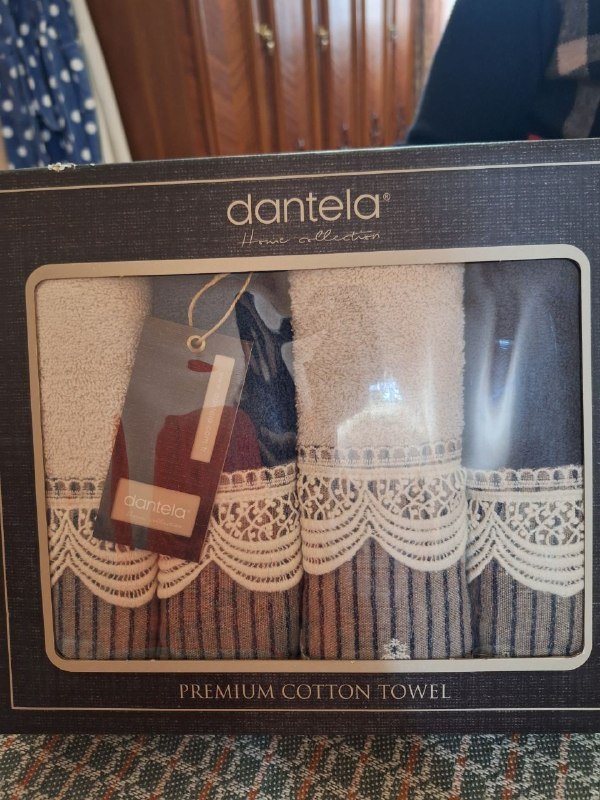 dantela®
Home collection
dantela
PREMIUM COTTON TOWEL